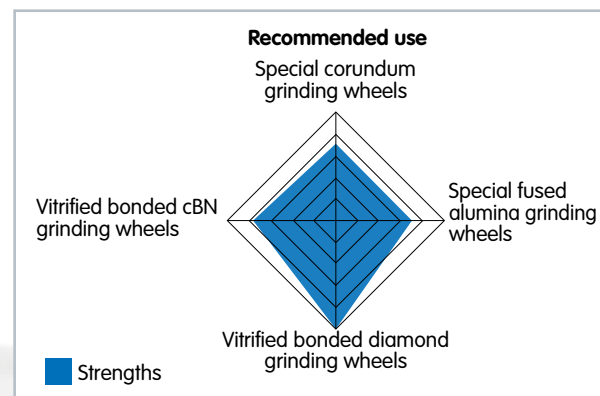 Recommended use
Special corundum
grinding wheels
Vitrified bonded cBN
grinding wheels
Special fused
alumina grinding
wheels
Vitrified bonded diamond
grinding wheels
Strengths